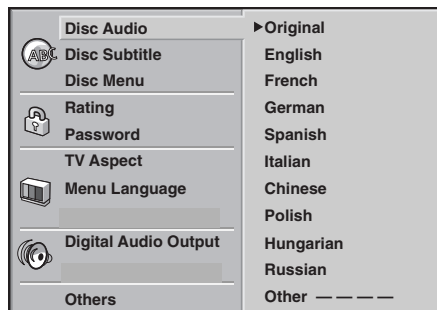 Disc Audio
Disc Subtitle
Disc Menu
Rating
Password
TV Aspect
Menu Language
Digital Audio Output
Others
ABC
Original
English
French
German
Spanish
Italian
Chinese
Polish
Hungarian
Russian
Other — — — —